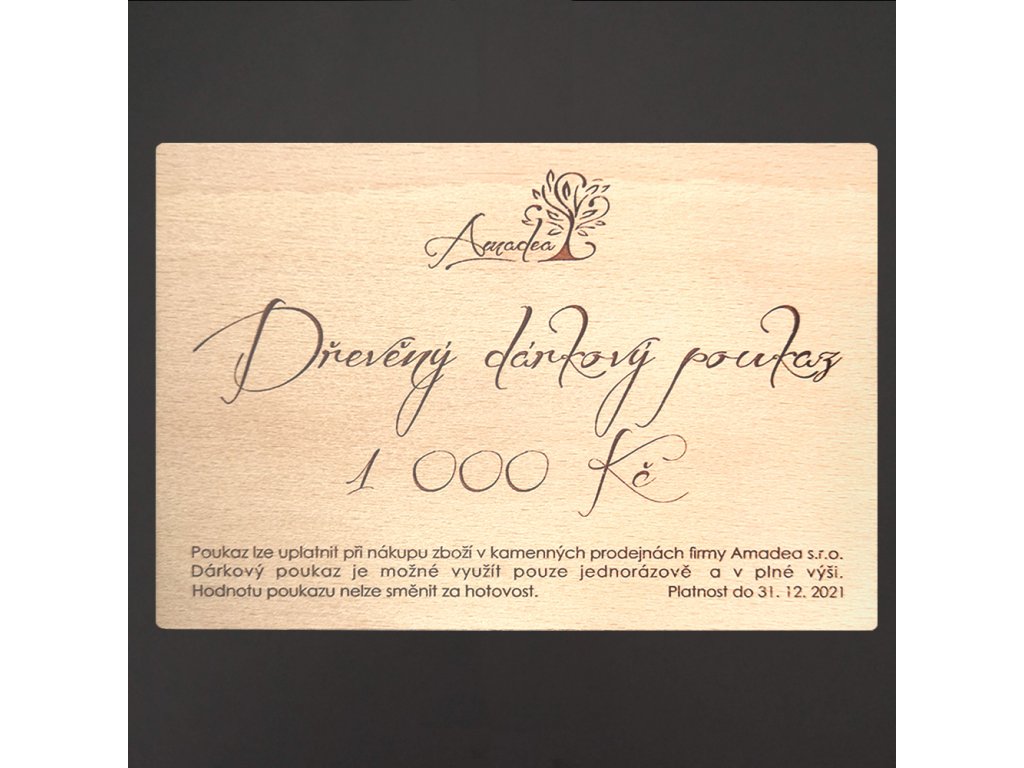 Amadea
Dřevěný dárkový poukaz
1 000 Kč
Poukaz lze uplatnit při nákupu zboží v kamenných prodejnách firmy Amadea s.r.o.
Dárkový poukaz je možné využít pouze jednorázově a v plné výši.
Hodnotu poukazu nelze směnit za hotovost. Platnost do 31. 12. 2021